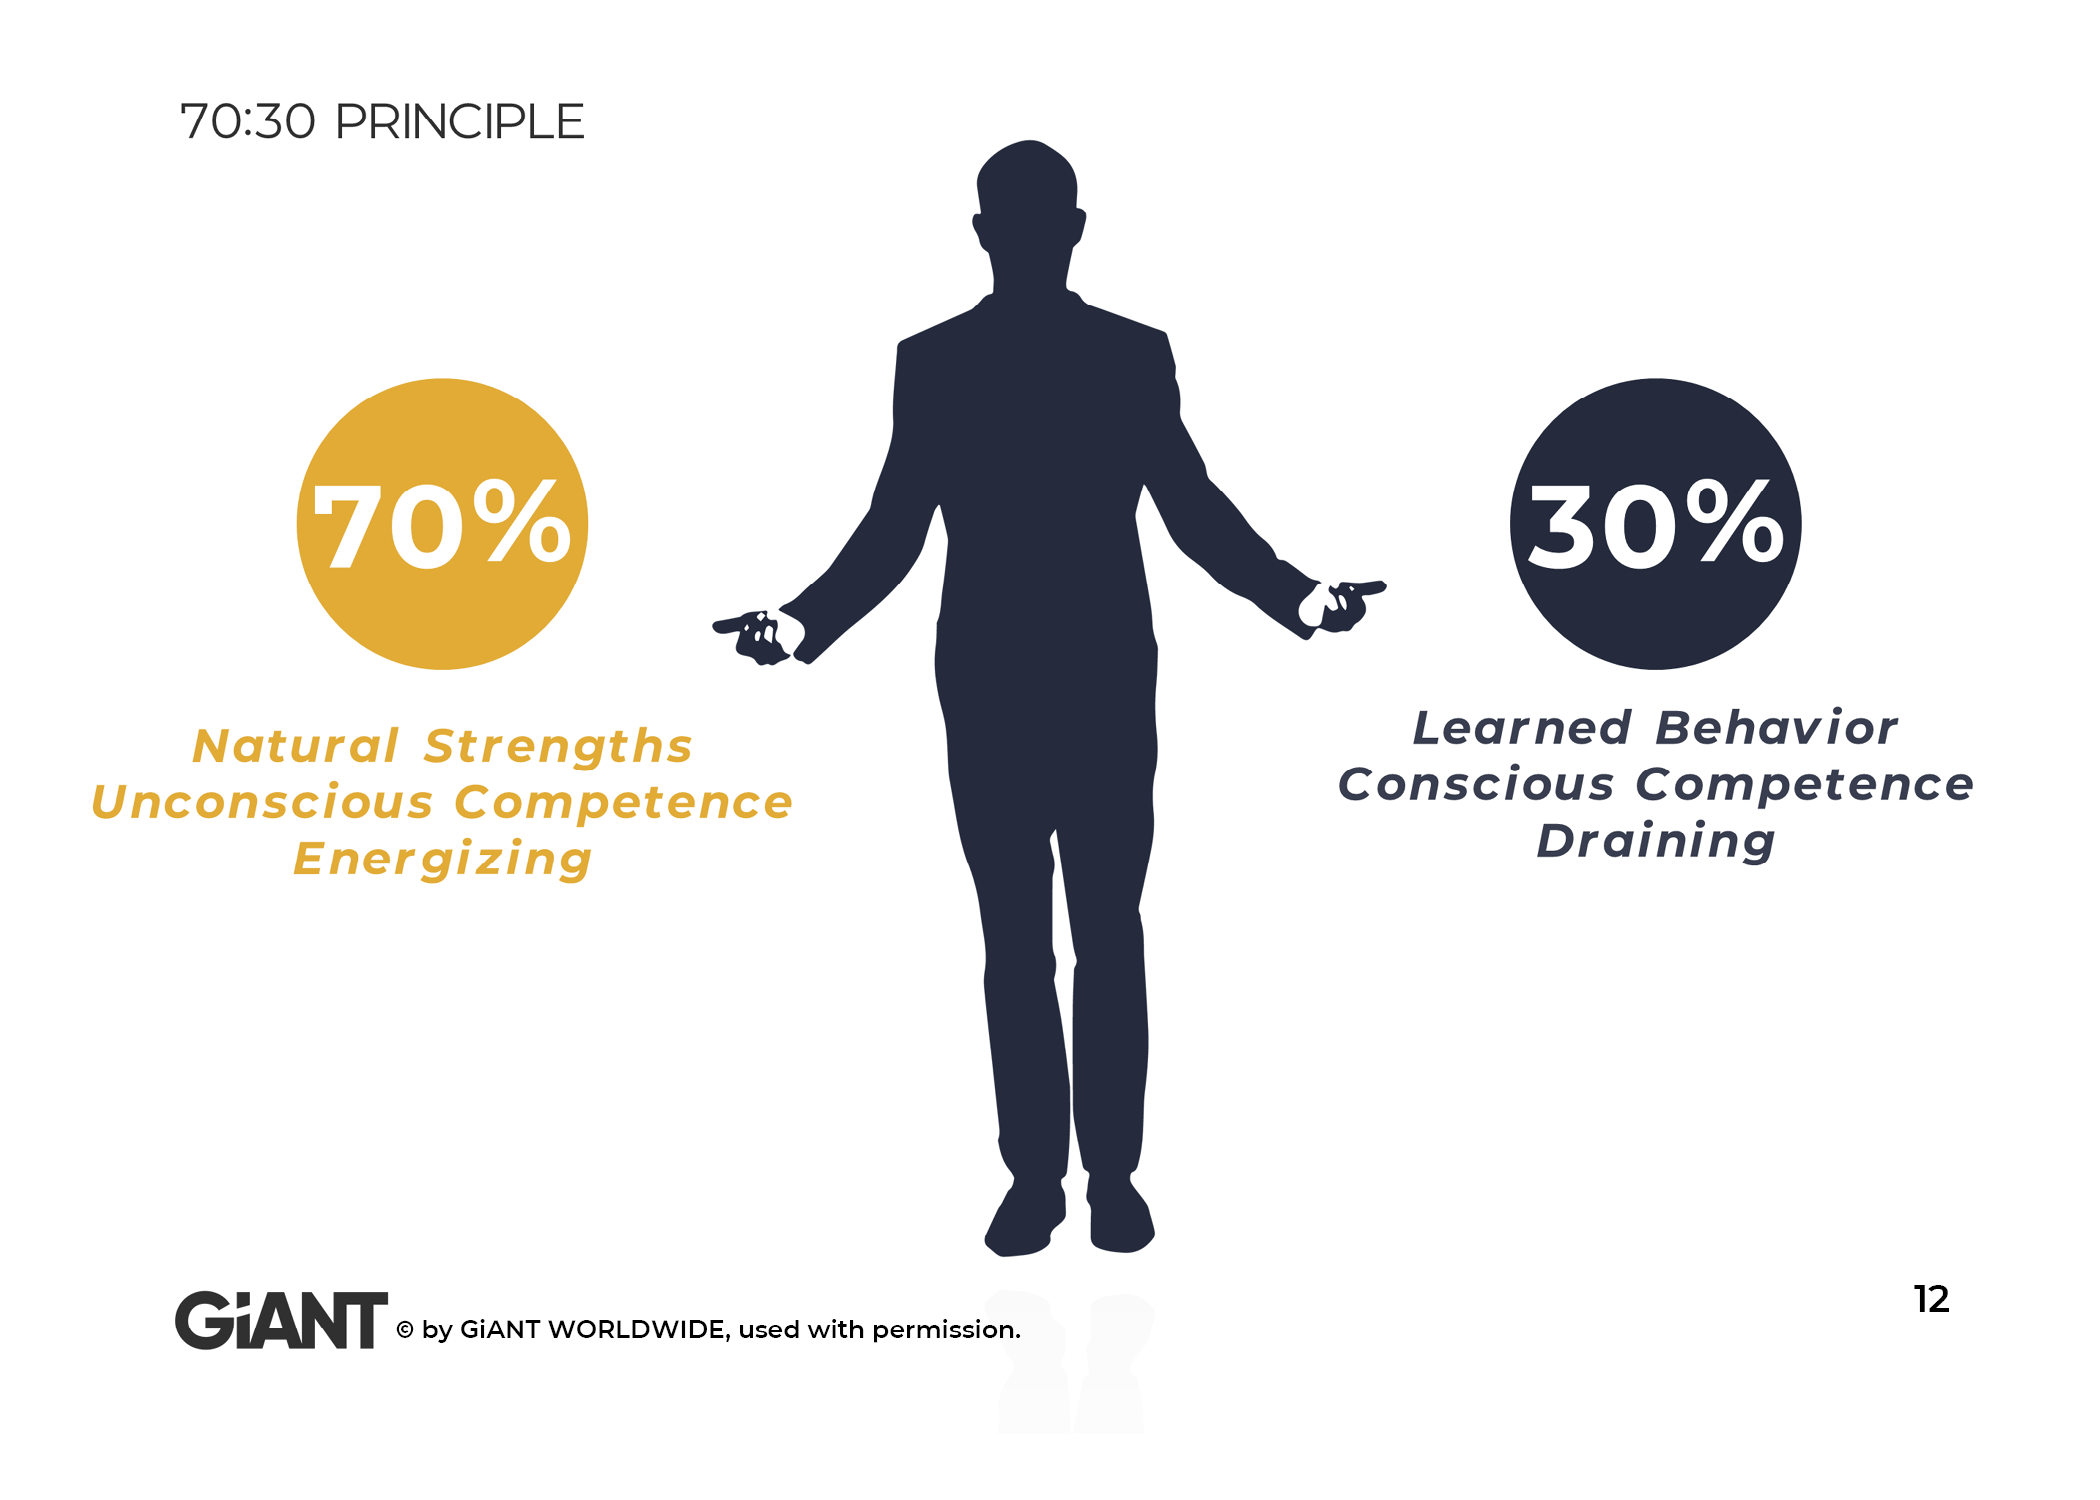 70:30 PRINCIPLE
70%
Natural Strengths
Unconscious Competence
Energizing
30%
Learned Behavior
Conscious Competence
Draining
GiANT © by GiANT WORLDWIDE, used with permission.
12